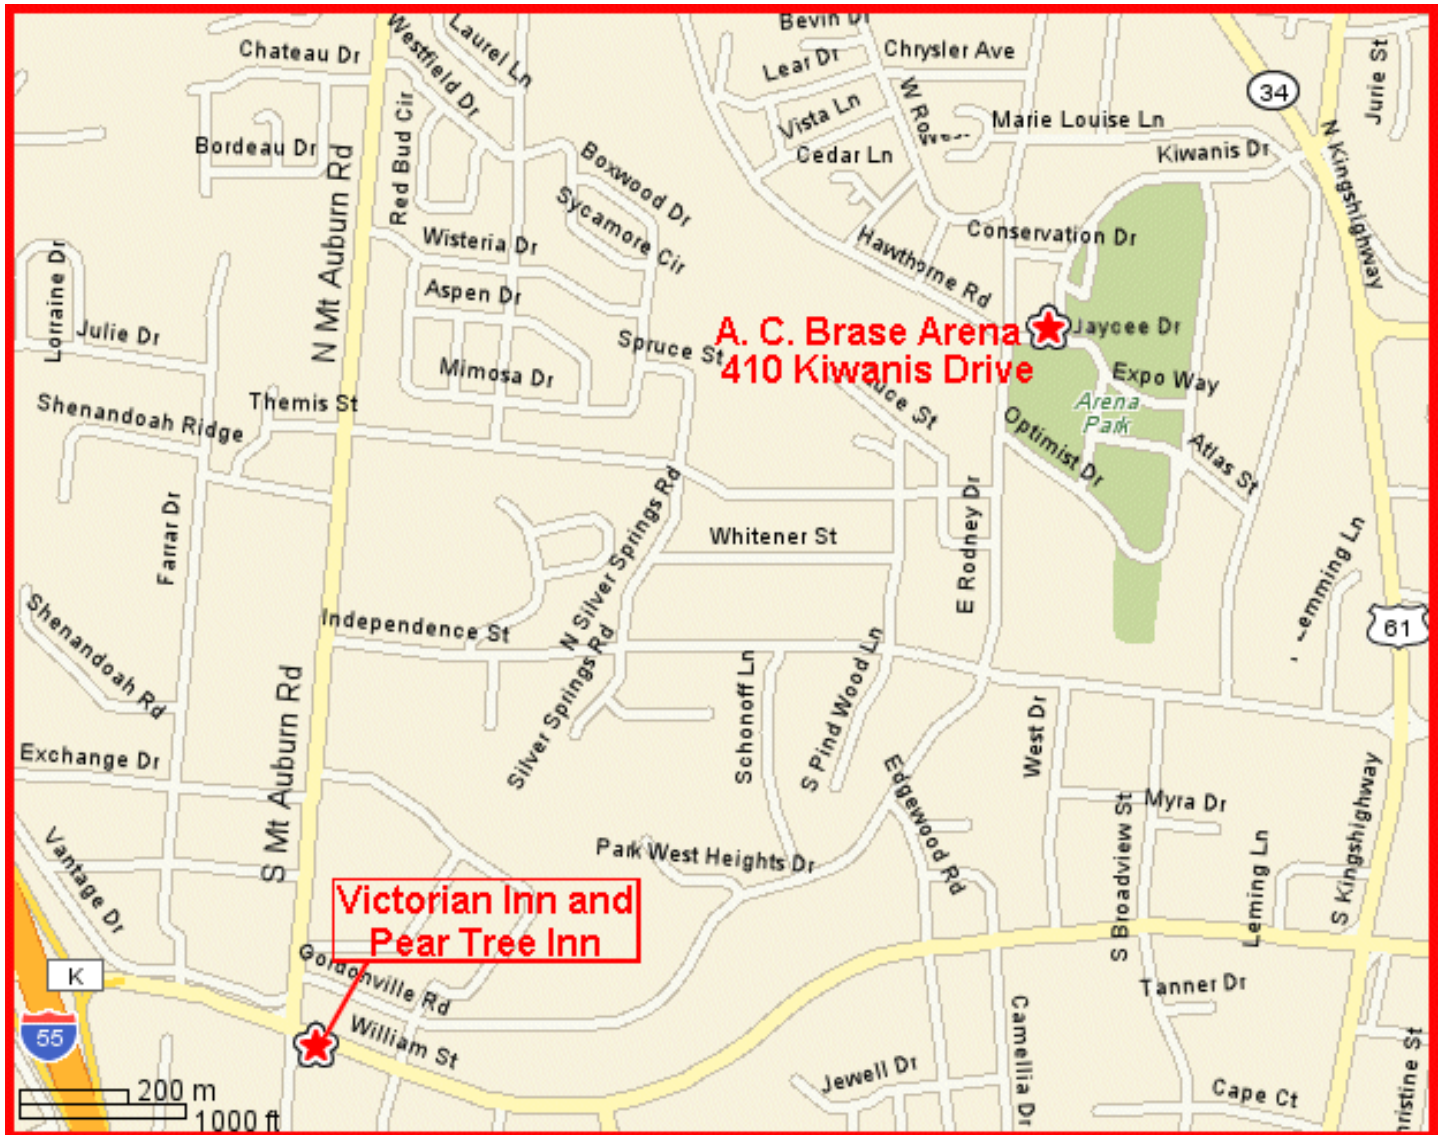 Bevin Dr
Laurel Ln
Westfield Dr
Chateau Dr
Chrysler Ave
Lear Dr
Jurie St
34
Vista Ln
Marie Louise Ln
Bordeau Dr
Red Bud Cir
Cedar Ln
Kiwanis Dr
N Kingshighway
N Mt Auburn Rd
Boxwood Dr
Sycamore Cir
Wisteria Dr
Conservation Dr
Hawthorne Rd
Lorraine Dr
Aspen Dr
Julie Dr
A. C. Brase Arena
410 Kiwanis Drive
Jaycee Dr
Spruce St
Mimosa Dr
Expo Way
Themis St
Arena
Park
Shenandoah Ridge
Optimist Dr
Atlas St
Farrar Dr
N Silver Springs Rd
Whitener St
E Rodney Dr
Shenandoah Rd
Independence St
61
Silver Springs Rd
Schonoff Ln
S Pind Wood Ln
S Mt Auburn Rd
West Dr
Exchange Dr
Edgewood Rd
Myra Dr
S Broadview St
S Kingshighway
Vantage Dr
Park West Heights Dr
Leming Ln
Victorian Inn and
Pear Tree Inn
Gordonville Rd
K
Tanner Dr
55
William St
Camellia Dr
Jewell Dr
Cape Ct
200 m
1000 ft